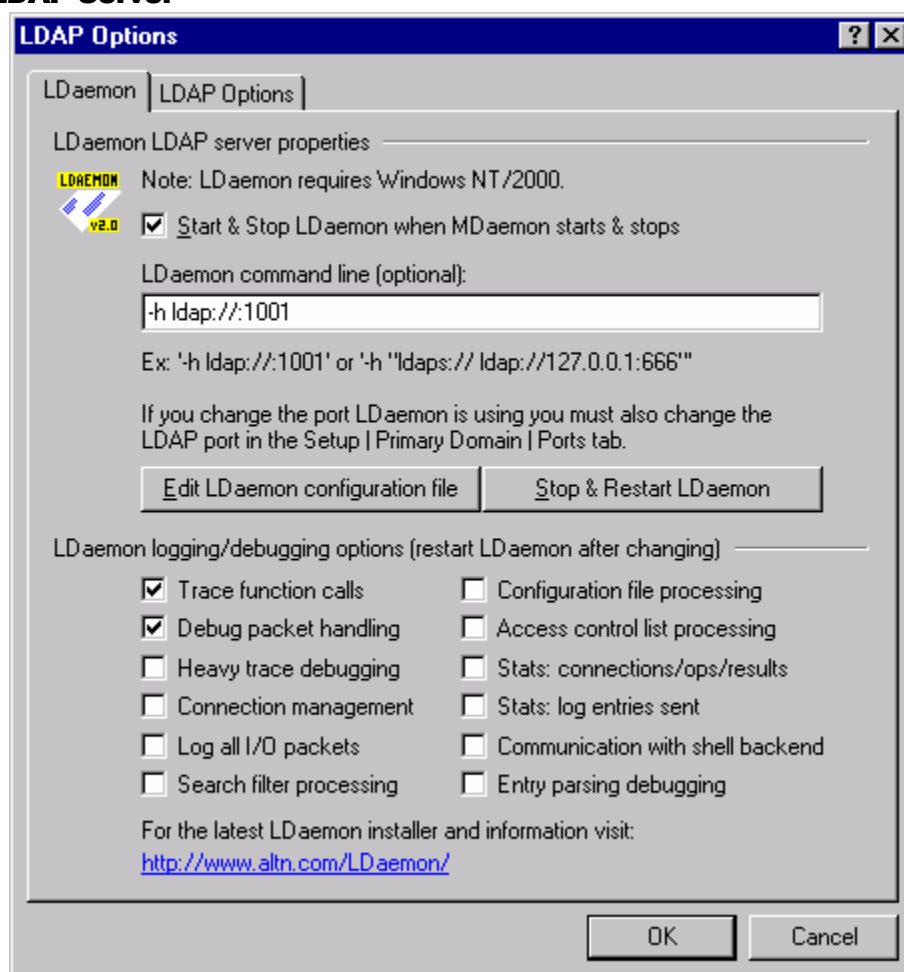 LDAP Server
LDAP Options
LDaemon LDAP Options
LDaemon LDAP server properties
LDAEMON
v2.0
Note: LDaemon requires Windows NT/2000.
Start & Stop LDaemon when MDaemon starts & stops
LDaemon command line (optional):
-h ldap://:1001
Ex: '-h ldap://:1001' or '-h "ldaps:// ldap://127.0.0.1:666"'
If you change the port LDaemon is using you must also change the
LDAP port in the Setup | Primary Domain | Ports tab.
Edit LDaemon configuration file Stop & Restart LDaemon
LDaemon logging/debugging options (restart LDaemon after changing)
Trace function calls Configuration file processing
Debug packet handling Access control list processing
Heavy trace debugging Stats: connections/ops/results
Connection management Stats: log entries sent
Log all I/O packets Communication with shell backend
Search filter processing Entry parsing debugging
For the latest LDaemon installer and information visit:
http://www.altn.com/LDaemon/
OK Cancel